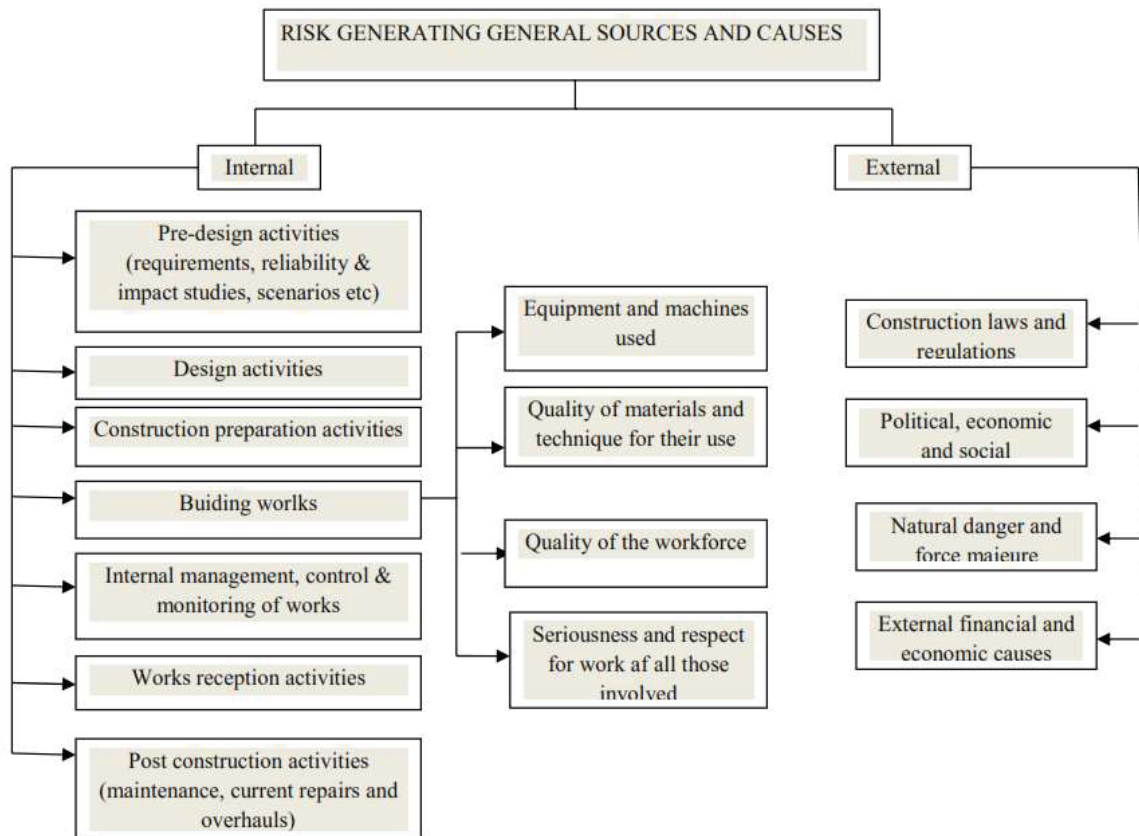 RISK GENERATING GENERAL SOURCES AND CAUSES
Internal
External
Pre-design activities
(requirements, reliability &
impact studies, scenarios etc)
Design activities
Construction preparation activities
Buiding worlks
Internal management, control &
monitoring of works
Works reception activities
Post construction activities
(maintenance, current repairs and
overhauls)
Equipment and machines
used
Quality of materials and
technique for their use
Quality of the workforce
Seriousness and respect
for work af all those
involved
Construction laws and
regulations
Political, economic
and social
Natural danger and
force majeure
External financial and
economic causes